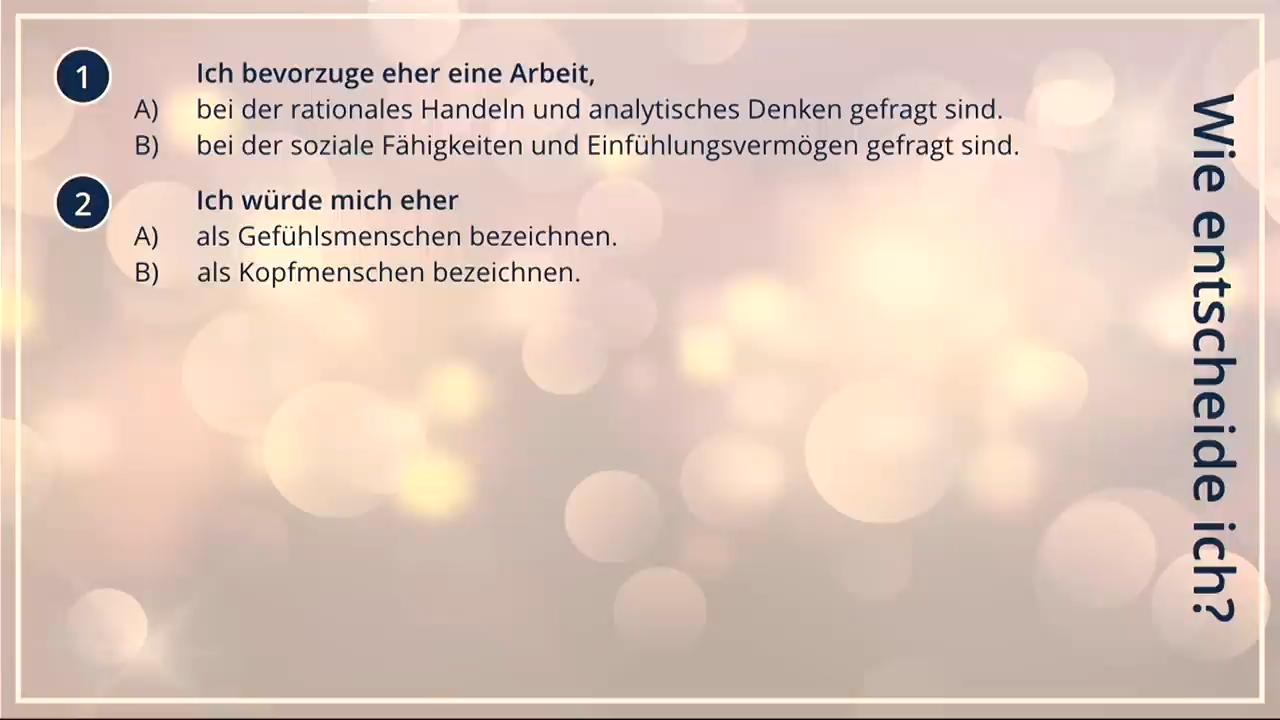 1 Ich bevorzuge eher eine Arbeit,
A) bei der rationales Handeln und analytisches Denken gefragt sind.
B) bei der soziale Fähigkeiten und Einfühlungsvermögen gefragt sind.
2 Ich würde mich eher
A) als Gefühlsmenschen bezeichnen.
B) als Kopfmenschen bezeichnen.
Wie entscheide ich?